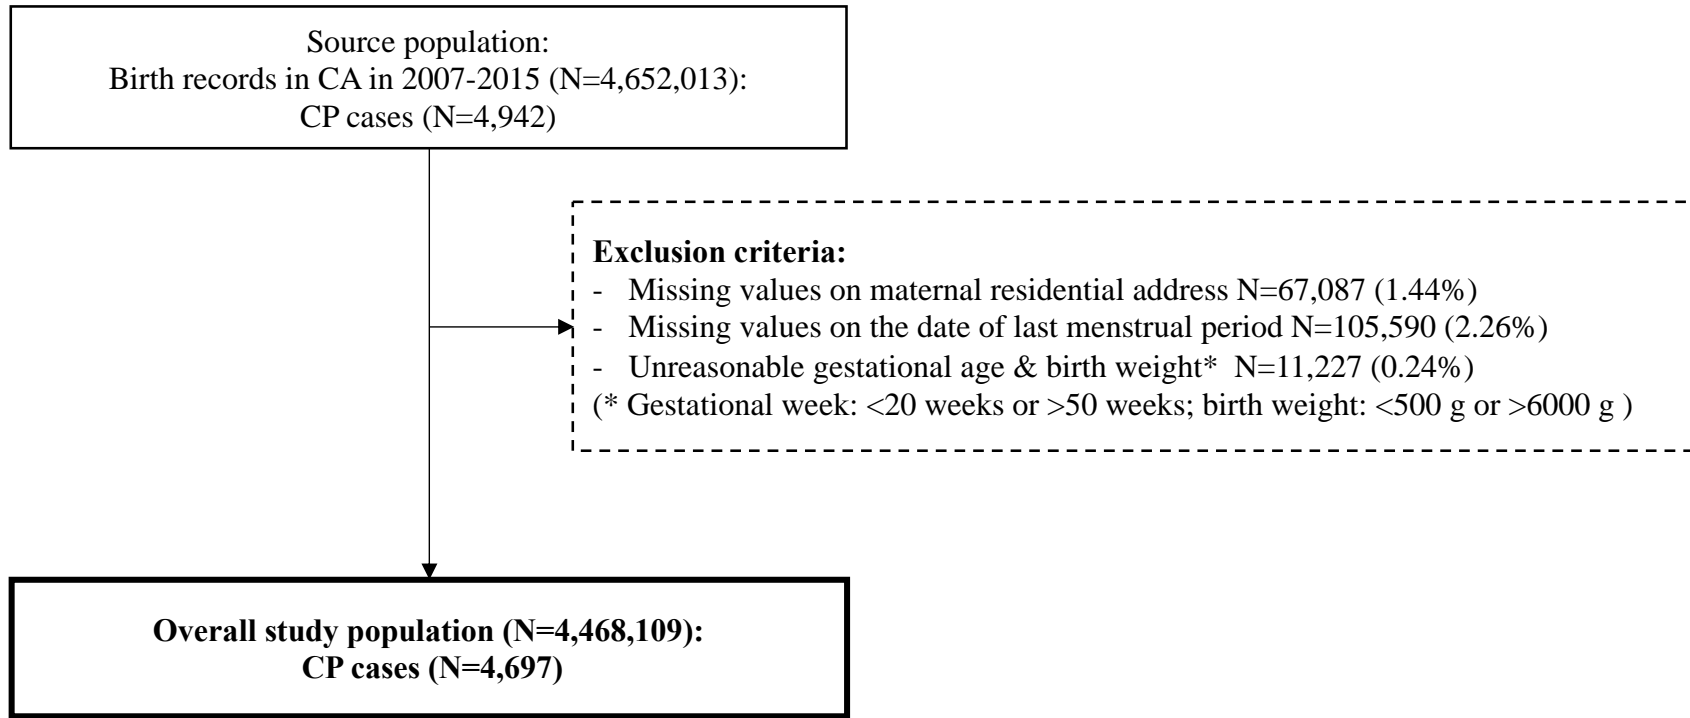 Source population:
Birth records in CA in 2007-2015 (N=4,652,013):
CP cases (N=4,942)
Exclusion criteria:
- Missing values on maternal residential address N=67,087 (1.44%)
- Missing values on the date of last menstrual period N=105,590 (2.26%)
- Unreasonable gestational age & birth weight* N=11,227 (0.24%)
(* Gestational week: <20 weeks or >50 weeks; birth weight: <500 g or >6000 g )
Overall study population (N=4,468,109):
CP cases (N=4,697)